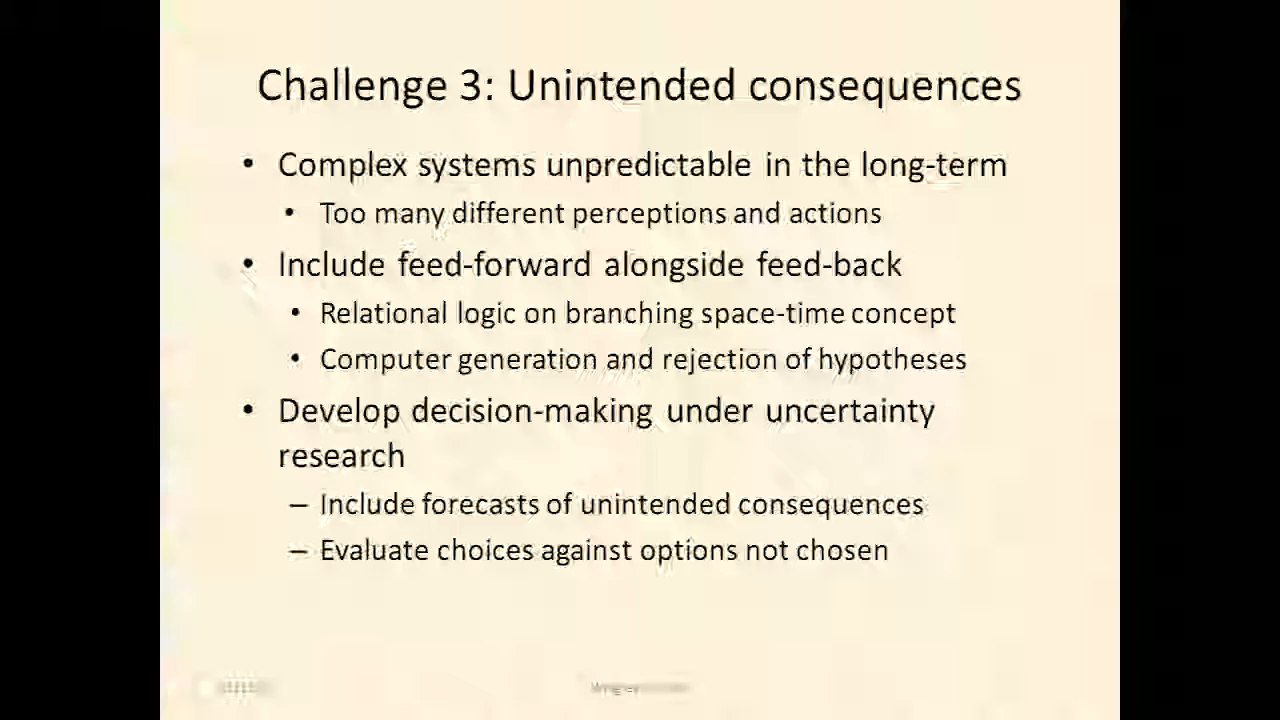 Challenge 3: Unintended consequences
• Complex systems unpredictable in the long-term
• Too many different perceptions and actions
• Include feed-forward alongside feed-back
• Relational logic on branching space-time concept
• Computer generation and rejection of hypotheses
• Develop decision-making under uncertainty
research
– Include forecasts of unintended consequences
– Evaluate choices against options not chosen